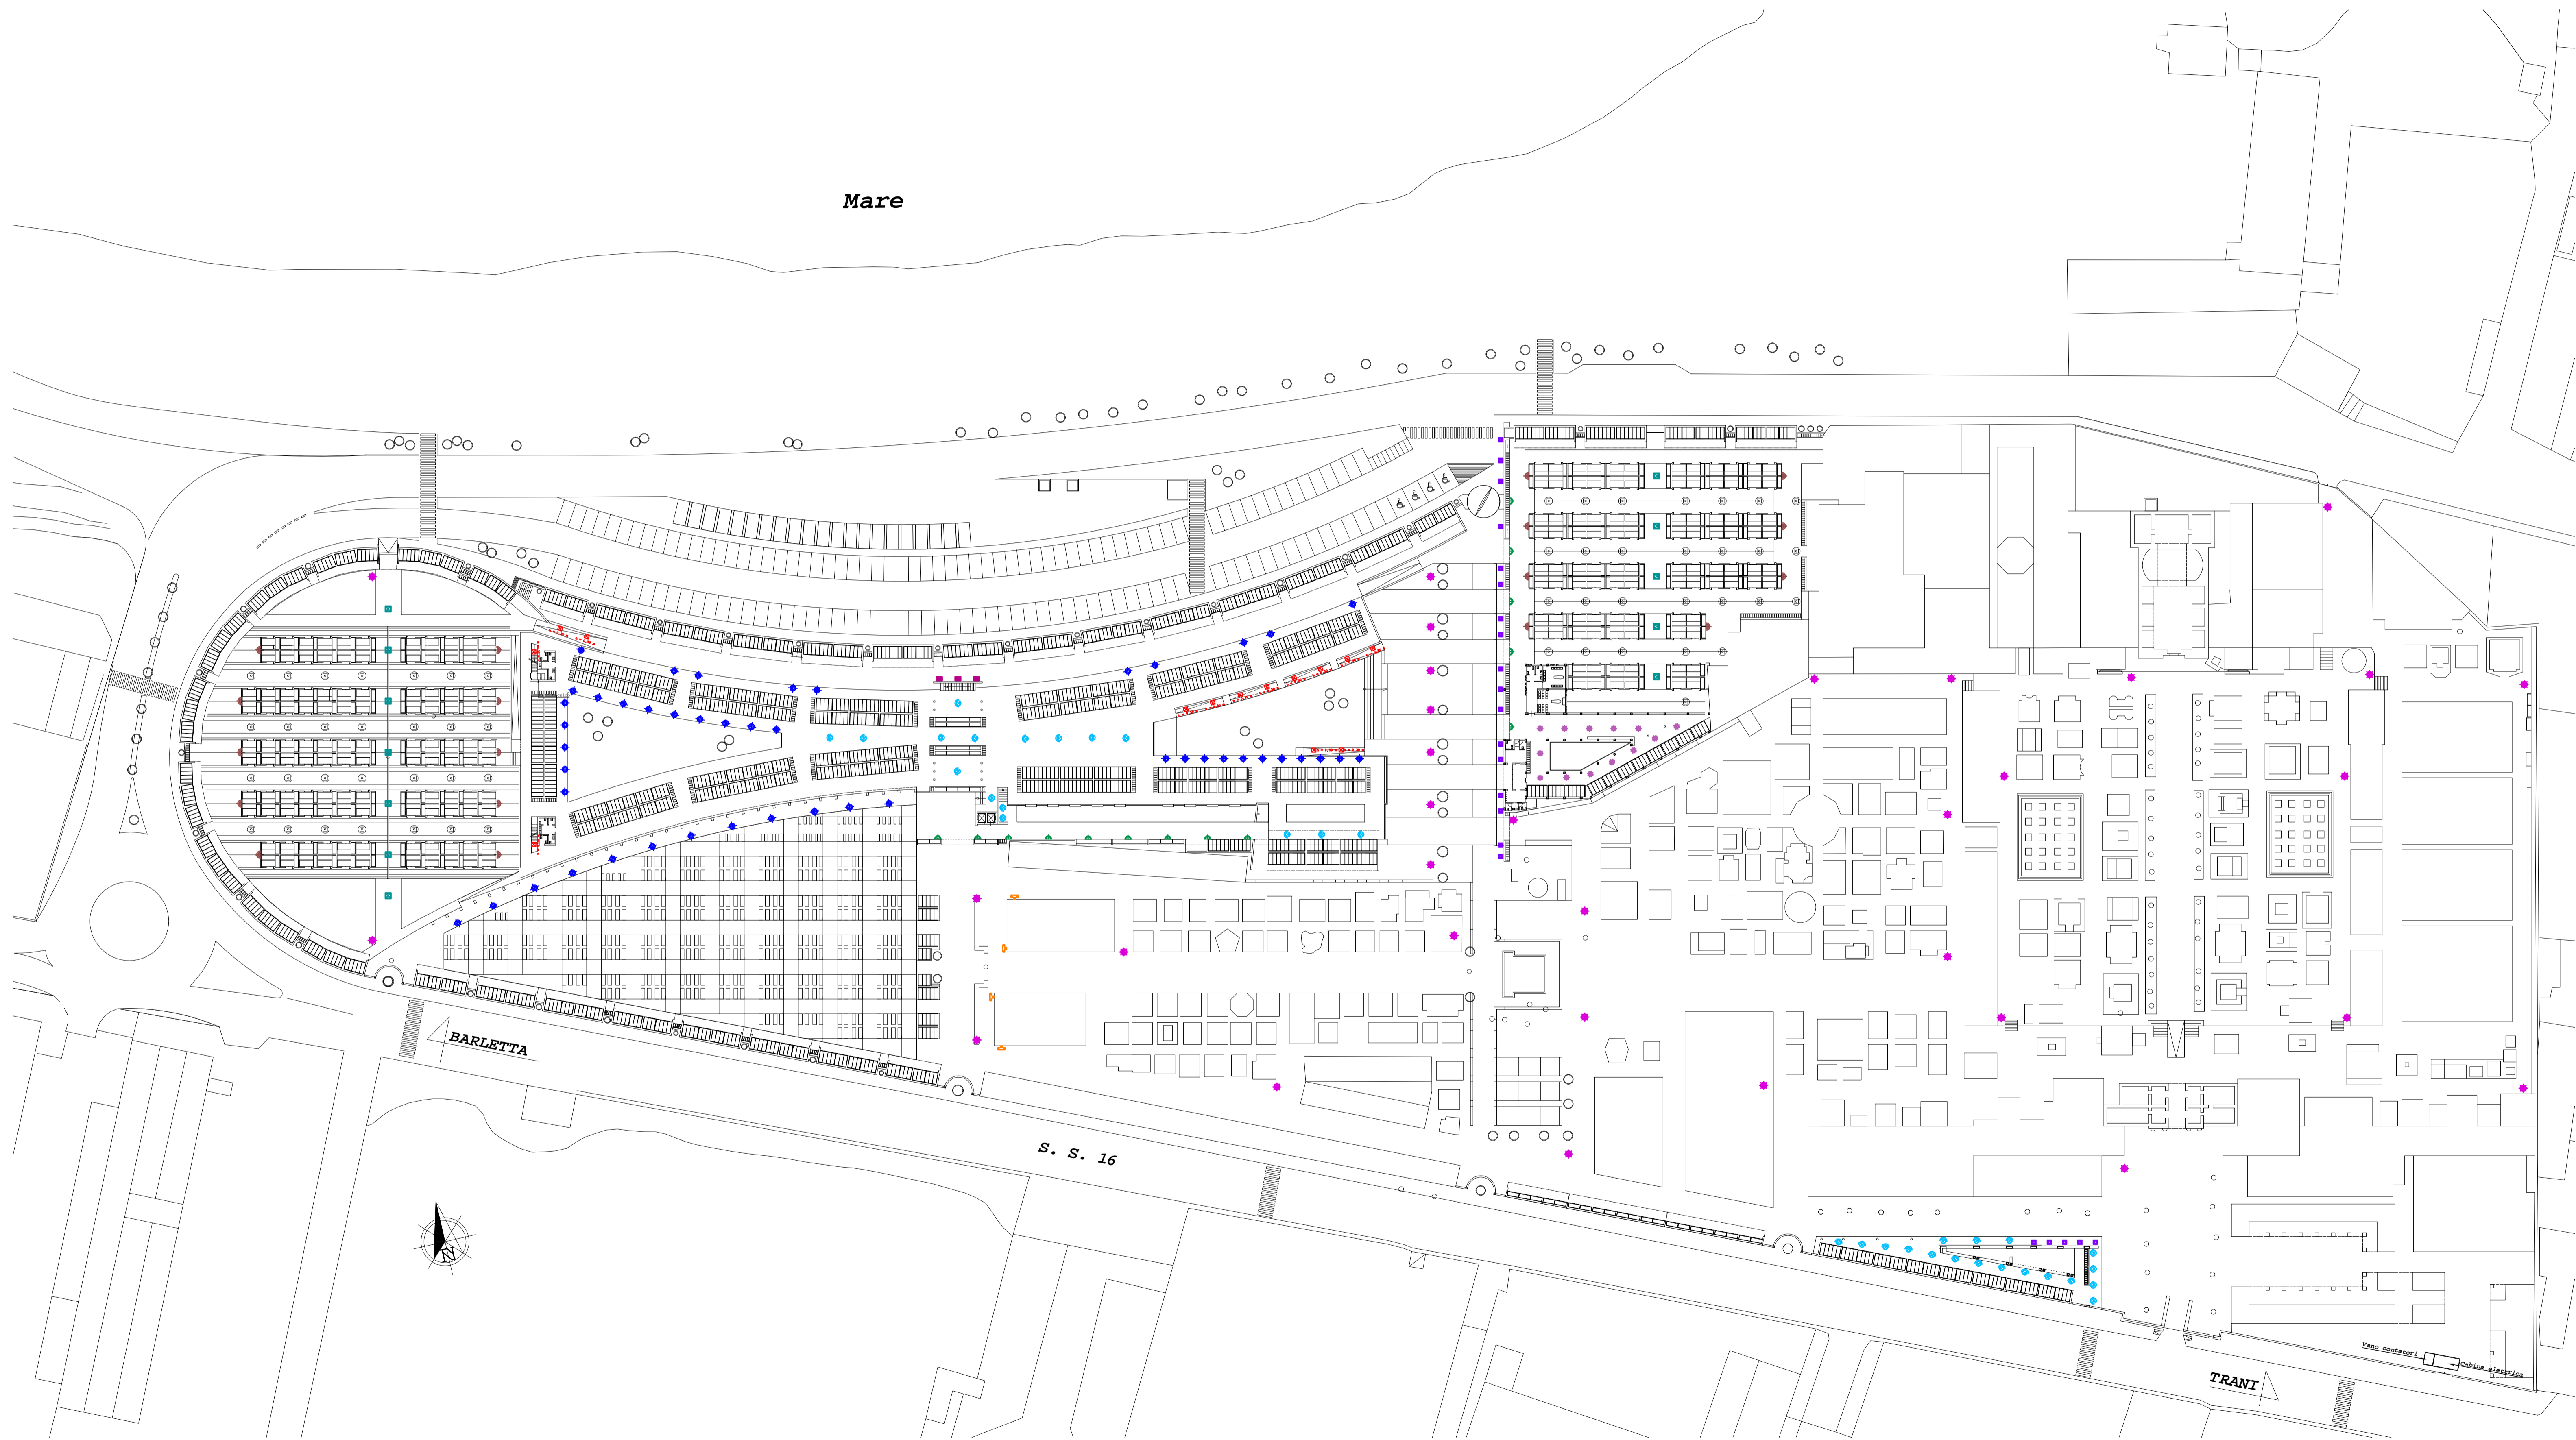 Mare
BARLETTA
S. S. 16
N
TRANI
Vano contatori
Cabina elettrica